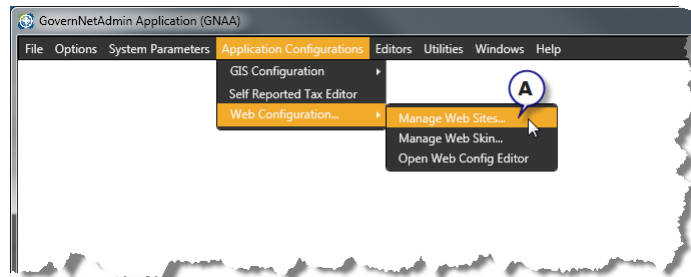 GovernNetAdmin Application (GNAA)
File Options System Parameters Application Configurations Editors Utilities Windows Help
GIS Configuration
Self Reported Tax Editor
A
Web Configuration...
Manage Web Sites...
Manage Web Skin...
Open Web Config Editor